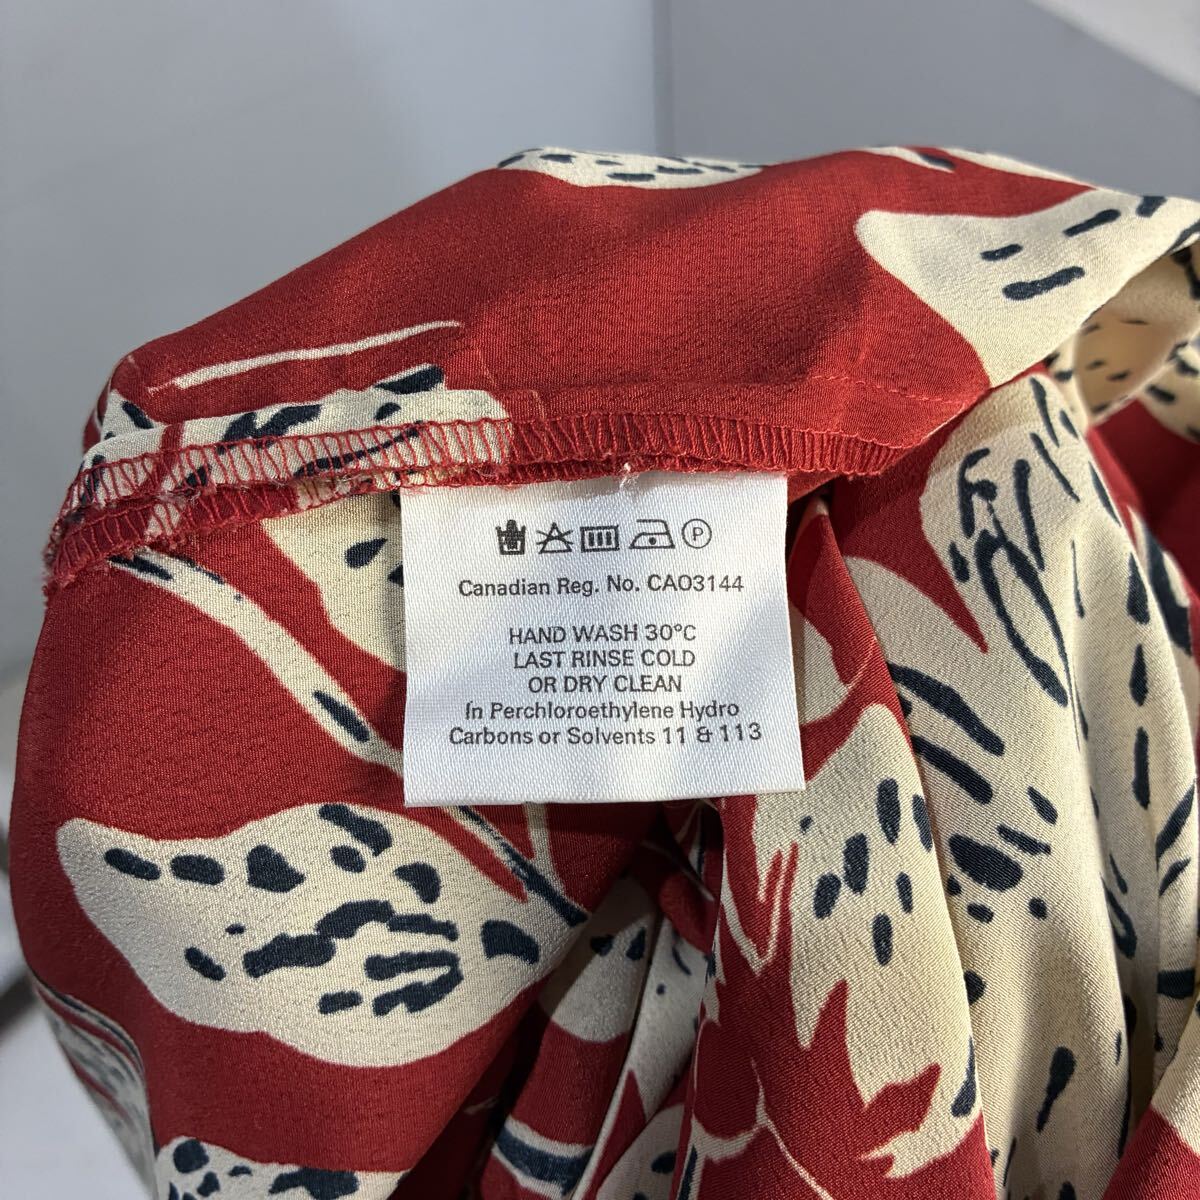 P
Canadian Reg. No. CA03144
HAND WASH 30°C
LAST RINSE COLD
OR DRY CLEAN
In Perchloroethylene Hydro
Carbons or Solvents 11 & 113